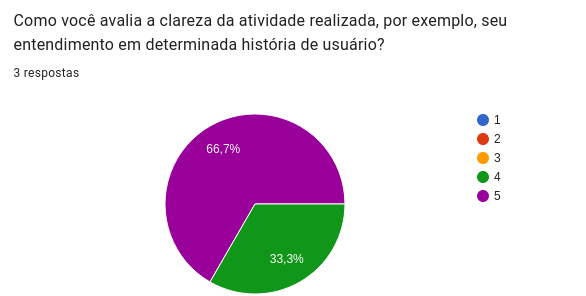 Como você avalia a clareza da atividade realizada, por exemplo, seu
entendimento em determinada história de usuário?
3 respostas
66,7%
33,3%
1
2
3
4
5